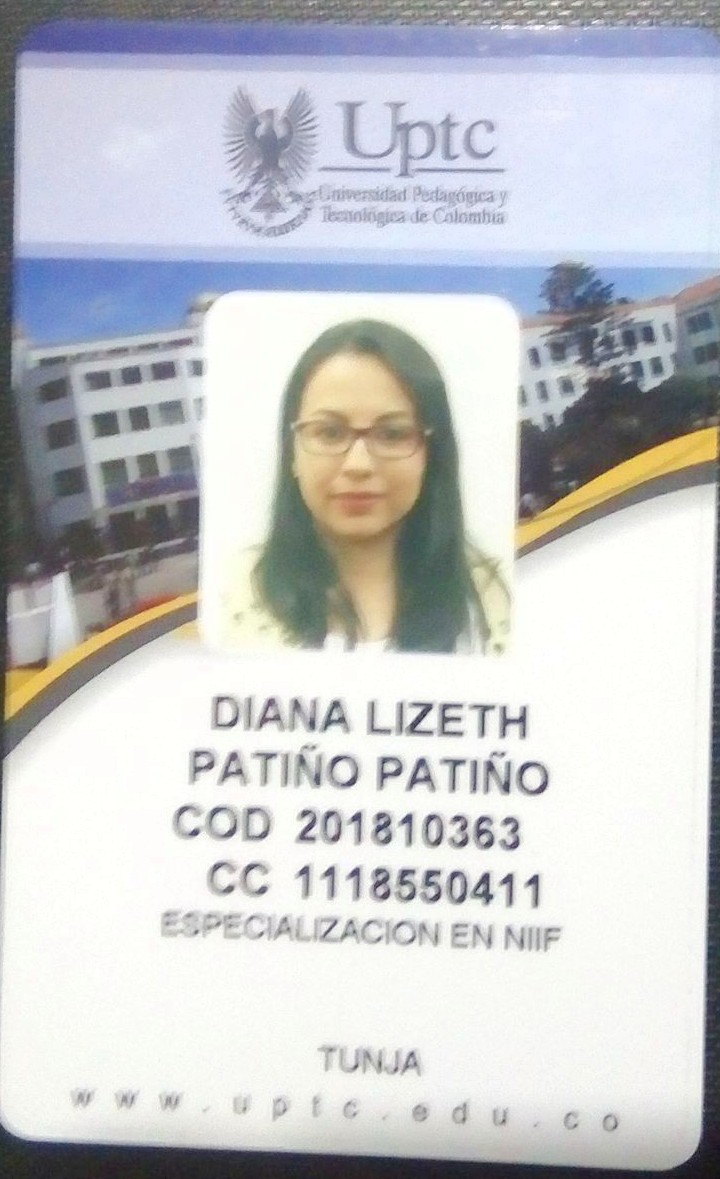 Uptc
Universidad Pedagógica y
Tecnológica de Colombia
DIANA LIZETH
PATIÑO PATIÑO
COD 201810363
CC 1118550411
ESPECIALIZACION EN NIIF
TUNJA
www.uptc.edu.co